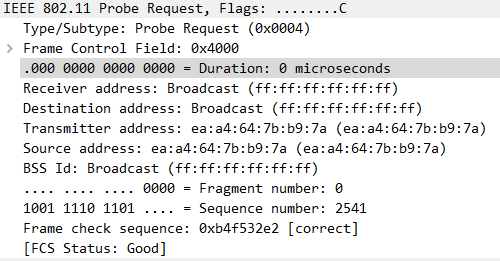 IEEE 802.11 Probe Request, Flags: ........C
Type/Subtype: Probe Request (0x0004)
> Frame Control Field: 0x4000
.000 0000 0000 0000 = Duration: 0 microseconds
Receiver address: Broadcast (ff:ff:ff:ff:ff:ff)
Destination address: Broadcast (ff:ff:ff:ff:ff:ff)
Transmitter address: ea:a4:64:7b:b9:7a (ea:a4:64:7b:b9:7a)
Source address: ea:a4:64:7b:b9:7a (ea:a4:64:7b:b9:7a)
BSS Id: Broadcast (ff:ff:ff:ff:ff:ff)
.... .... .... 0000 = Fragment number: 0
1001 1110 1101 .... = Sequence number: 2541
Frame check sequence: 0xb4f532e2 [correct]
[FCS Status: Good]